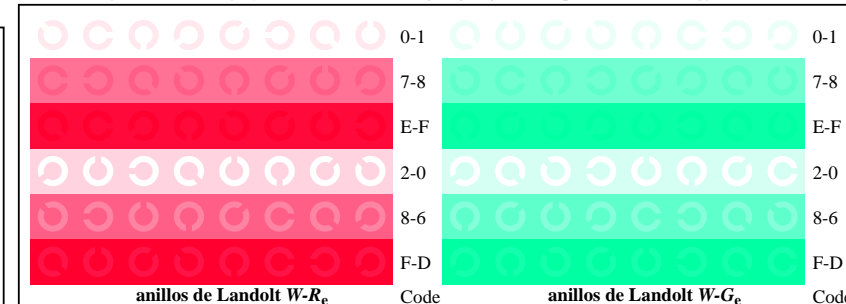 0-1
7-8
E-F
2-0
8-6
F-D
anillos de Landolt W-Re
Code
0-1
7-8
E-F
2-0
8-6
F-D
anillos de Landolt W-Ge